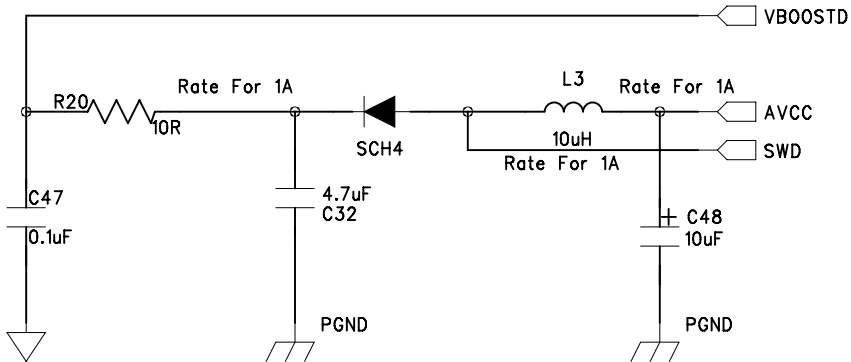 VBOOSTD
Rate For 1A
L3
Rate For 1A
R20
10R
AVCC
SCH4
10uH
Rate For 1A
SWD
C47
0.1uF
4.7uF
C32
+ C48
10uF
PGND
PGND